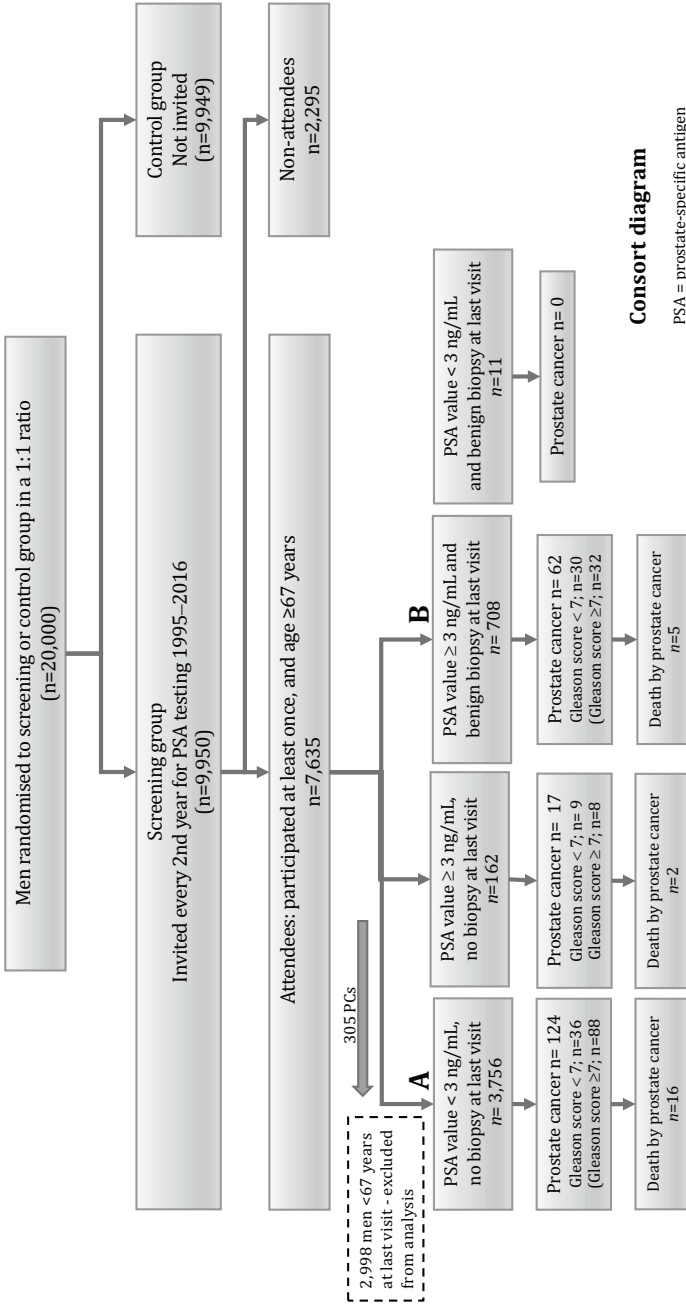 Men randomised to screening or control group in a 1:1 ratio
(n=20,000)
Screening group
Invited every 2nd year for PSA testing 1995–2016
(n=9,950)
Control group
Not invited
(n=9,949)
Attendees; participated at least once, and age ≥67 years
n=7,635
Non-attendees
n=2,295
305 PCs
2,998 men <67 years
at last visit - excluded
from analysis
A
PSA value < 3 ng/mL,
no biopsy at last visit
n= 3,756
PSA value ≥ 3 ng/mL,
no biopsy at last visit
n=162
B
PSA value ≥ 3 ng/mL and
benign biopsy at last visit
n= 708
PSA value < 3 ng/mL
and benign biopsy at last visit
n=11
Prostate cancer n= 124
Gleason score < 7; n=36
(Gleason score ≥7; n=88
Prostate cancer n= 17
Gleason score < 7; n= 9
Gleason score ≥ 7; n=8
Prostate cancer n= 62
Gleason score < 7; n=30
(Gleason score ≥7; n=32
Prostate cancer n= 0
Death by prostate cancer
n=16
Death by prostate cancer
n=2
Death by prostate cancer
n=5
Consort diagram
PSA = prostate-specific antigen